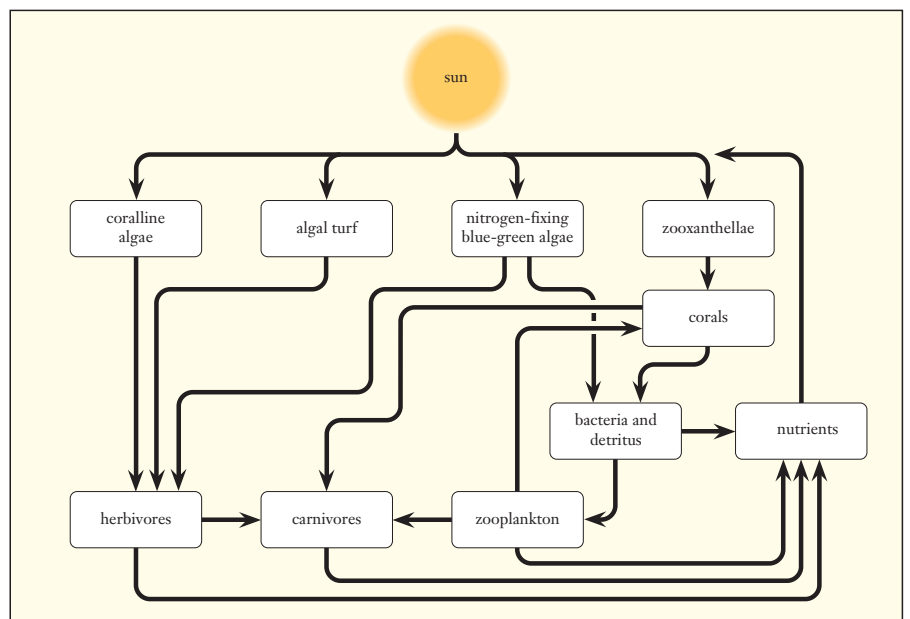 sun
coralline
algae
algal turf
nitrogen-fixing
blue-green algae
zooxanthellae
corals
bacteria and
detritus
nutrients
herbivores
carnivores
zooplankton